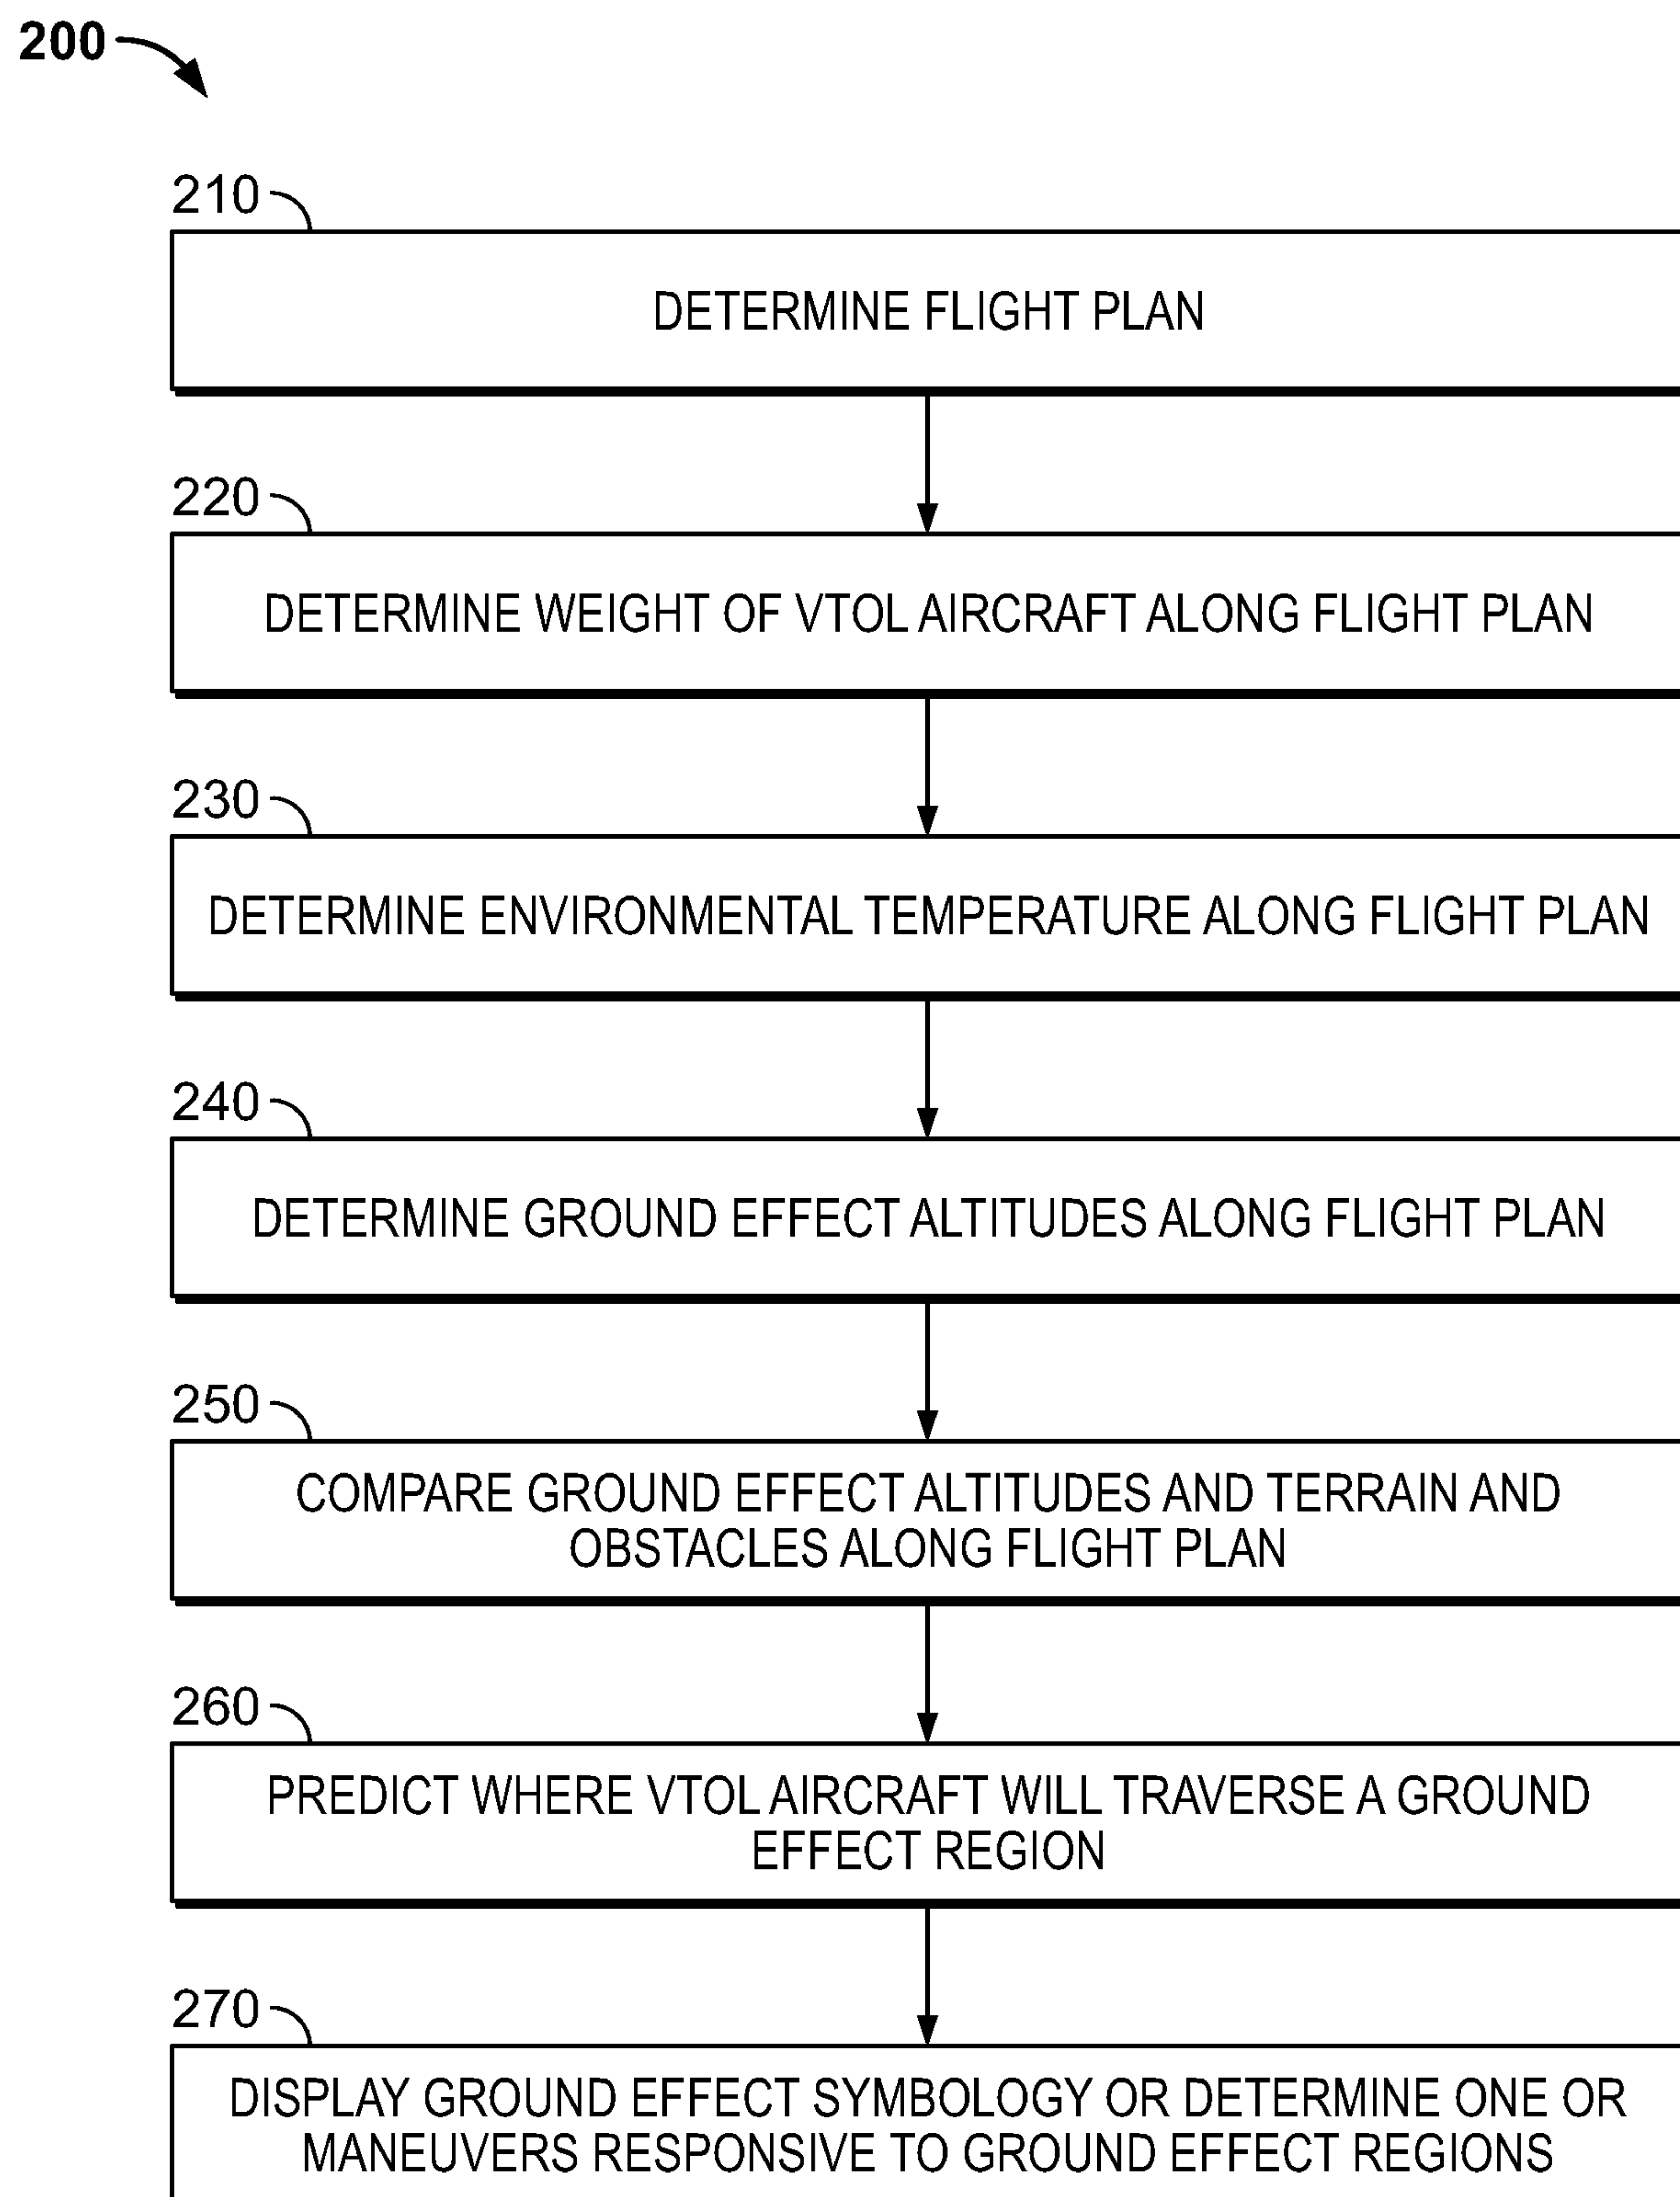 200
210
DETERMINE FLIGHT PLAN
220
DETERMINE WEIGHT OF VTOL AIRCRAFT ALONG FLIGHT PLAN
230
DETERMINE ENVIRONMENTAL TEMPERATURE ALONG FLIGHT PLAN
240
DETERMINE GROUND EFFECT ALTITUDES ALONG FLIGHT PLAN
250
COMPARE GROUND EFFECT ALTITUDES AND TERRAIN AND
OBSTACLES ALONG FLIGHT PLAN
260
PREDICT WHERE VTOL AIRCRAFT WILL TRAVERSE A GROUND
EFFECT REGION
270
DISPLAY GROUND EFFECT SYMBOLOGY OR DETERMINE ONE OR
MANEUVERS RESPONSIVE TO GROUND EFFECT REGIONS